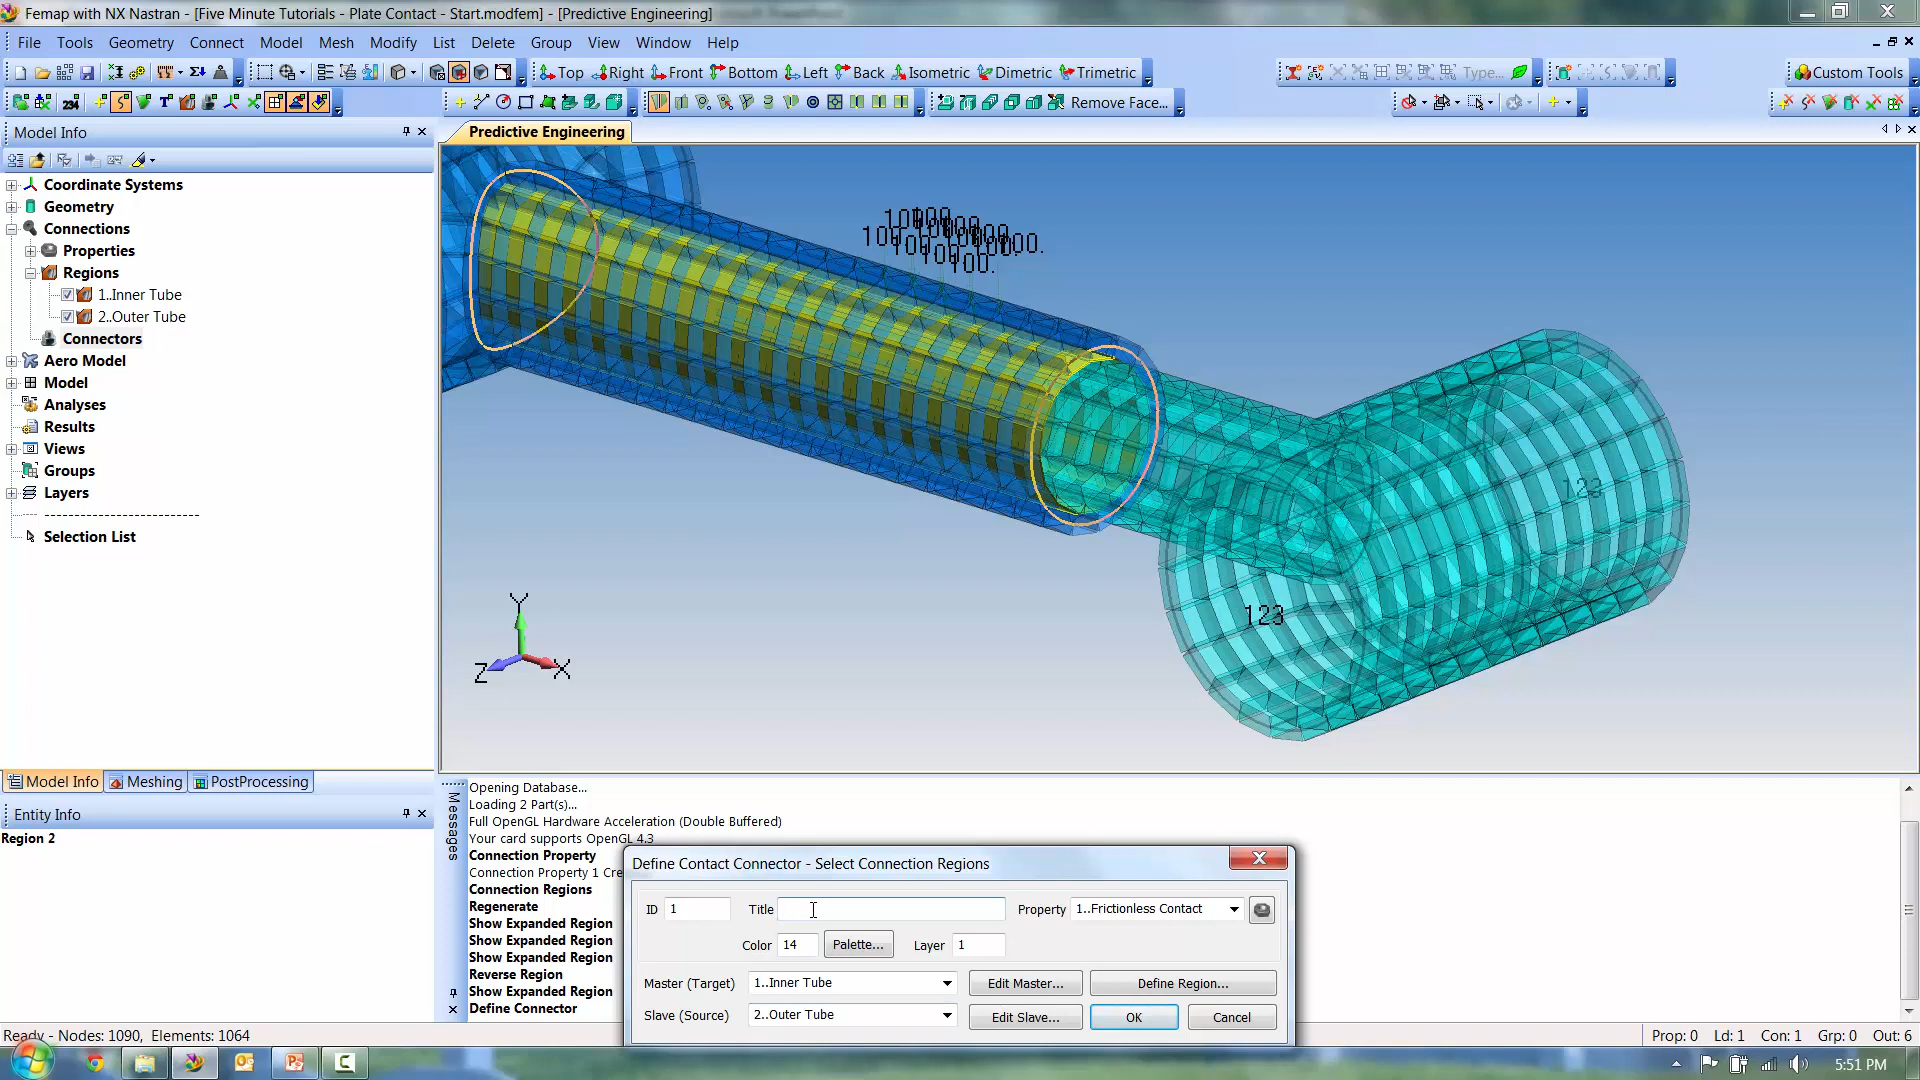 Femap with NX Nastran - [Five Minute Tutorials - Plate Contact - Start.modfem] - [Predictive Engineering]
File Tools Geometry Connect Model Mesh Modify List Delete Group View Window Help
Top Right Front Bottom Left Back Isometric Dimetric Trimetric Type... Custom Tools
234 Remove Face...
Model Info
Predictive Engineering
Coordinate Systems
Geometry
Connections
Properties
Regions
1..Inner Tube
2..Outer Tube
Connectors
Aero Model
Model
Analyses
Results
Views
Groups
Layers
Selection List
123
123
Y
Z X
Model Info Meshing PostProcessing
Entity Info
Region 2
Messages
Opening Database...
Loading 2 Part(s)...
Full OpenGL Hardware Acceleration (Double Buffered)
Your card supports OpenGL 4.3
Connection Property
Connection Property 1 Cre
Connection Regions
Regenerate
Show Expanded Region
Show Expanded Region
Show Expanded Region
Reverse Region
Show Expanded Region
Define Connector
Define Contact Connector - Select Connection Regions
ID 1 Title Property 1..Frictionless Contact
Color 14 Palette... Layer 1
Master (Target) 1..Inner Tube Edit Master... Define Region...
Slave (Source) 2..Outer Tube Edit Slave... OK Cancel
Ready - Nodes: 1090, Elements: 1064 Prop: 0 Ld: 1 Con: 1 Grp: 0 Out: 6
5:51 PM